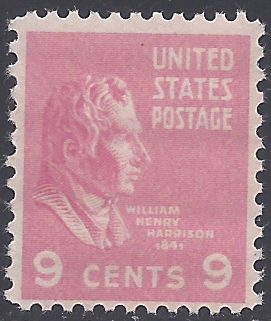 UNITED
STATES
POSTAGE
WILLIAM
HENRY
HARRISON
1841
9 CENTS 9